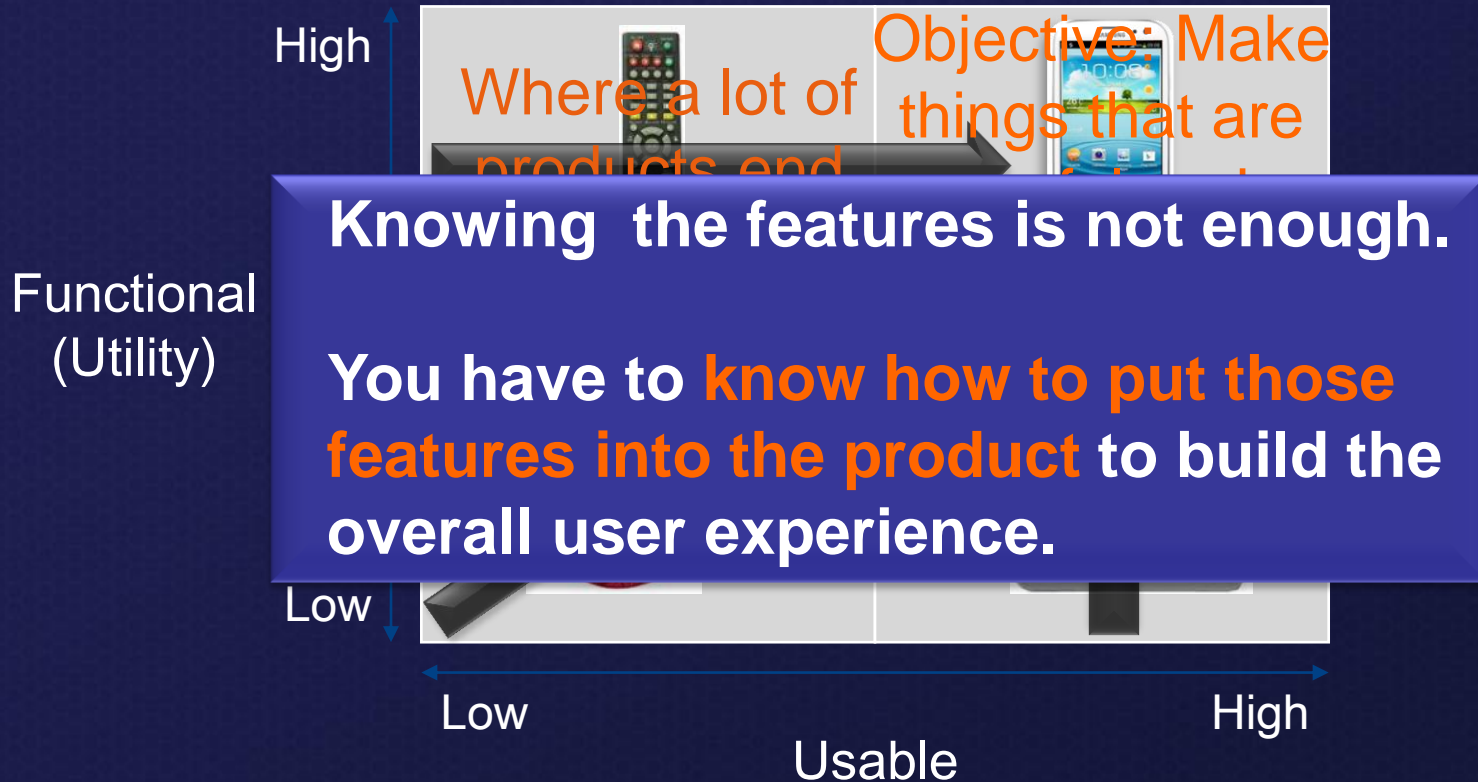 High
Where a lot of
products end
Objective: Make
things that are
Functional
(Utility)
Knowing the features is not enough.
You have to know how to put those
features into the product to build the
overall user experience.
Low
Low
High
Usable